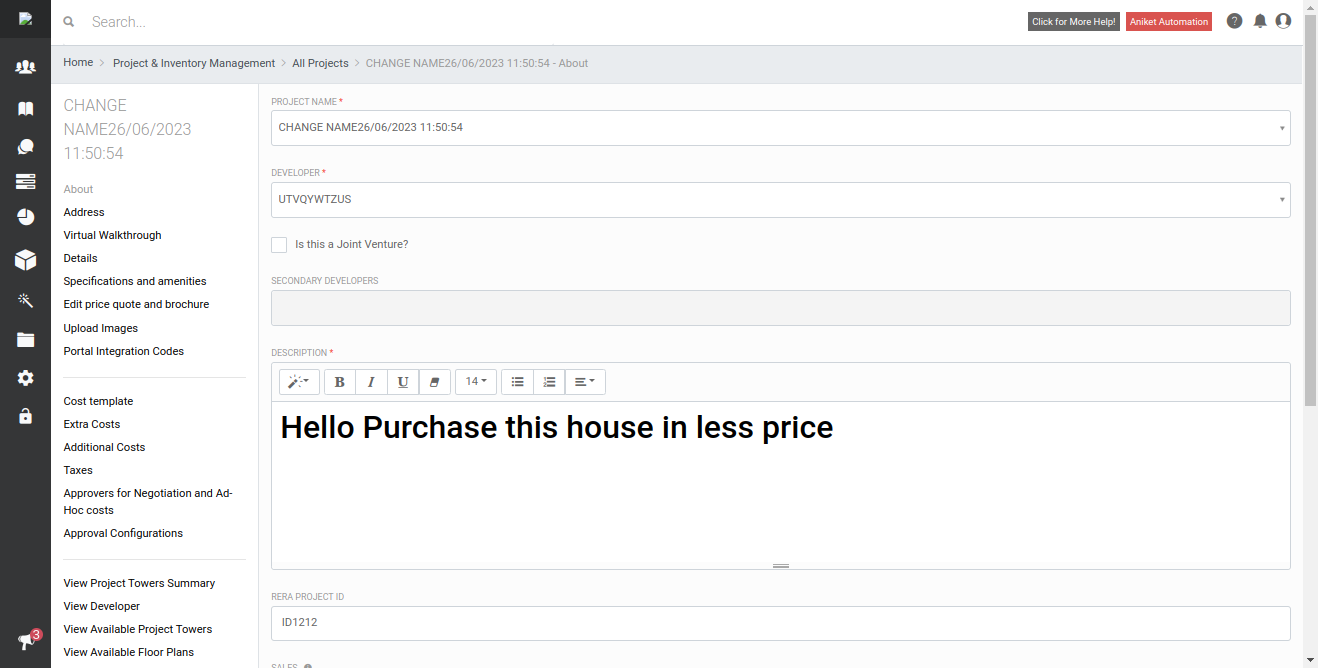 Search...
Click for More Help!
Aniket Automation
Home
Project & Inventory Management
All Projects
CHANGE NAME26/06/2023 11:50:54 - About
CHANGE
NAME26/06/2023
11:50:54
About
Address
Virtual Walkthrough
Details
Specifications and amenities
Edit price quote and brochure
Upload Images
Portal Integration Codes
Cost template
Extra Costs
Additional Costs
Taxes
Approvers for Negotiation and Ad-
Hoc costs
Approval Configurations
View Project Towers Summary
View Developer
View Available Project Towers
View Available Floor Plans
3
PROJECT NAME *
CHANGE NAME26/06/2023 11:50:54
DEVELOPER *
UTVQYWTZUS
Is this a Joint Venture?
SECONDARY DEVELOPERS
DESCRIPTION *
B I U 14
Hello Purchase this house in less price
RERA PROJECT ID
ID1212
SALES